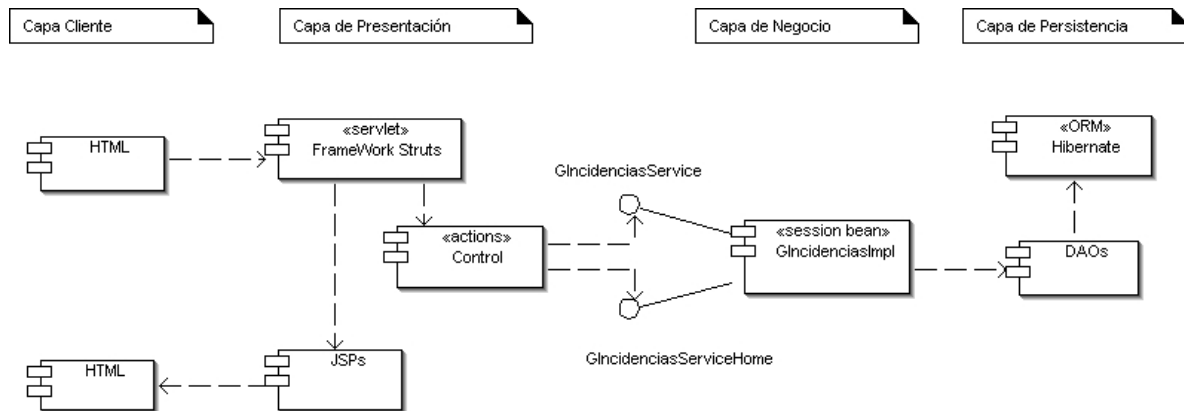 Capa Cliente
Capa de Presentación
Capa de Negocio
Capa de Persistencia
HTML
«servlet»
FrameWork Struts
«ORM»
Hibernate
GIncidenciasService
«actions»
Control
«session bean»
GIncidenciasImpl
DAOs
GIncidenciasServiceHome
HTML
JSPs